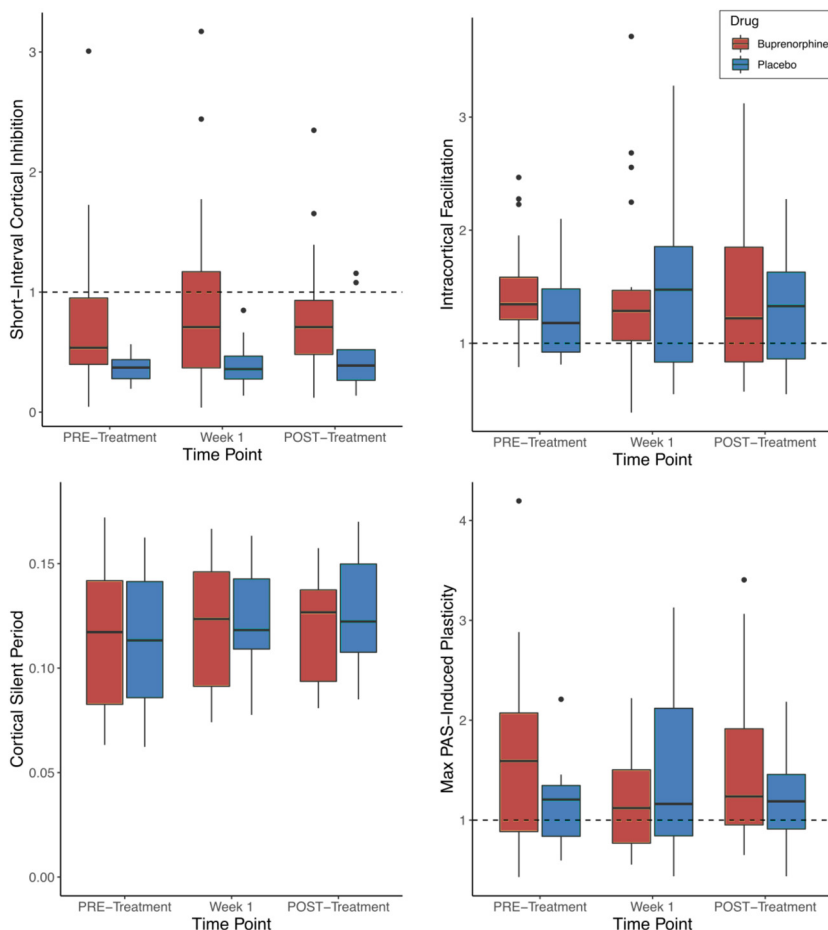 Short-Interval Cortical Inhibition
3
2
1
0
PRE-Treatment
Week 1
POST-Treatment
Time Point
Drug
Buprenorphine
Placebo
Intracortical Facilitation
3
2
1
PRE-Treatment
Week 1
POST-Treatment
Time Point
Cortical Silent Period
0.15
0.10
0.05
0.00
PRE-Treatment
Week 1
POST-Treatment
Time Point
Max PAS-Induced Plasticity
4
3
2
1
PRE-Treatment
Week 1
POST-Treatment
Time Point